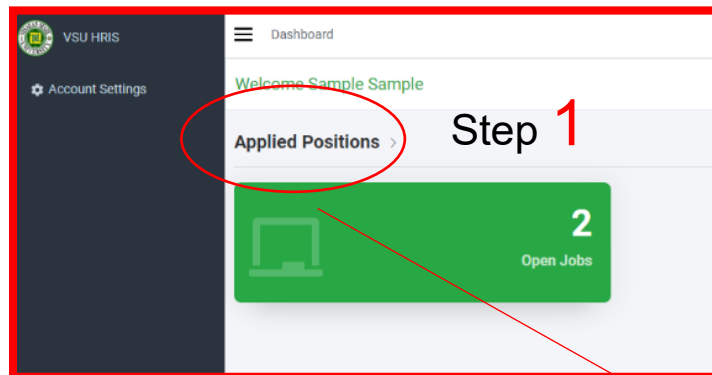 VSU HRIS
Dashboard
Account Settings
Welcome Sample Sample
Applied Positions >
Step 1
2
Open Jobs